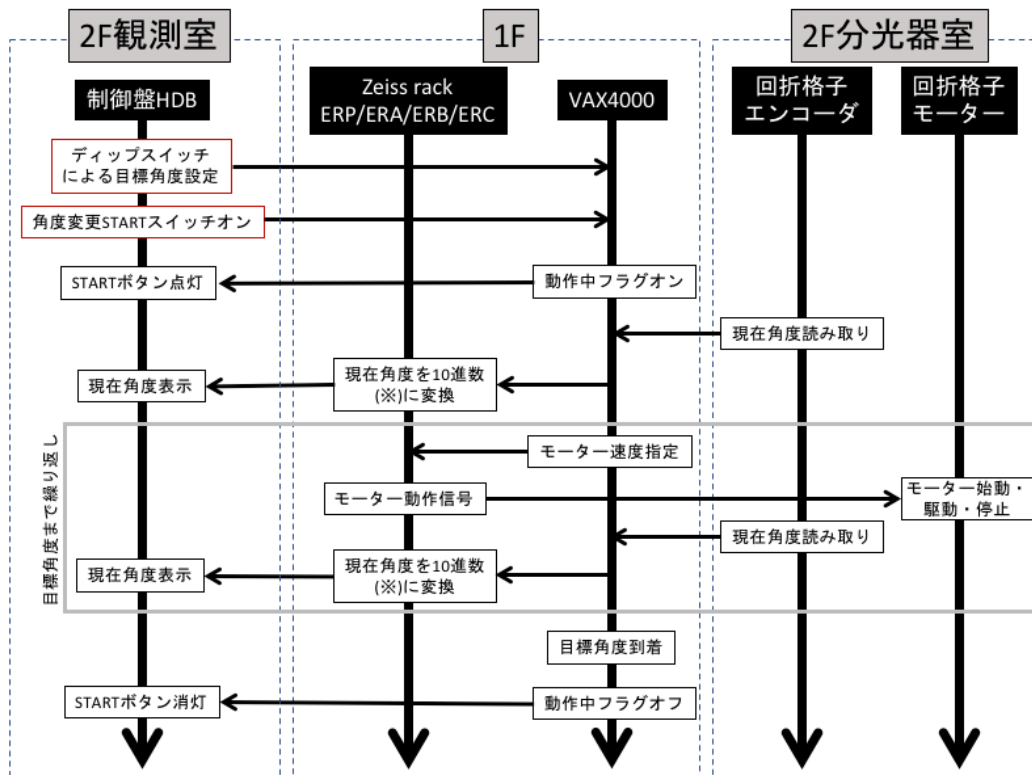 2F観測室
1F
2F分光器室
制御盤HDB
Zeiss rack
ERP/ERA/ERB/ERC
VAX4000
回折格子
エンコーダ
回折格子
モーター
ディップスイッチ
による目標角度設定
角度変更STARTスイッチオン
STARTボタン点灯
動作中フラグオン
現在角度読み取り
現在角度表示
現在角度を10進数
(※)に変換
目標角度まで繰り返し
モーター速度指定
モーター動作信号
モーター始動・
駆動・停止
現在角度読み取り
現在角度表示
現在角度を10進数
(※)に変換
目標角度到着
STARTボタン消灯
動作中フラグオフ